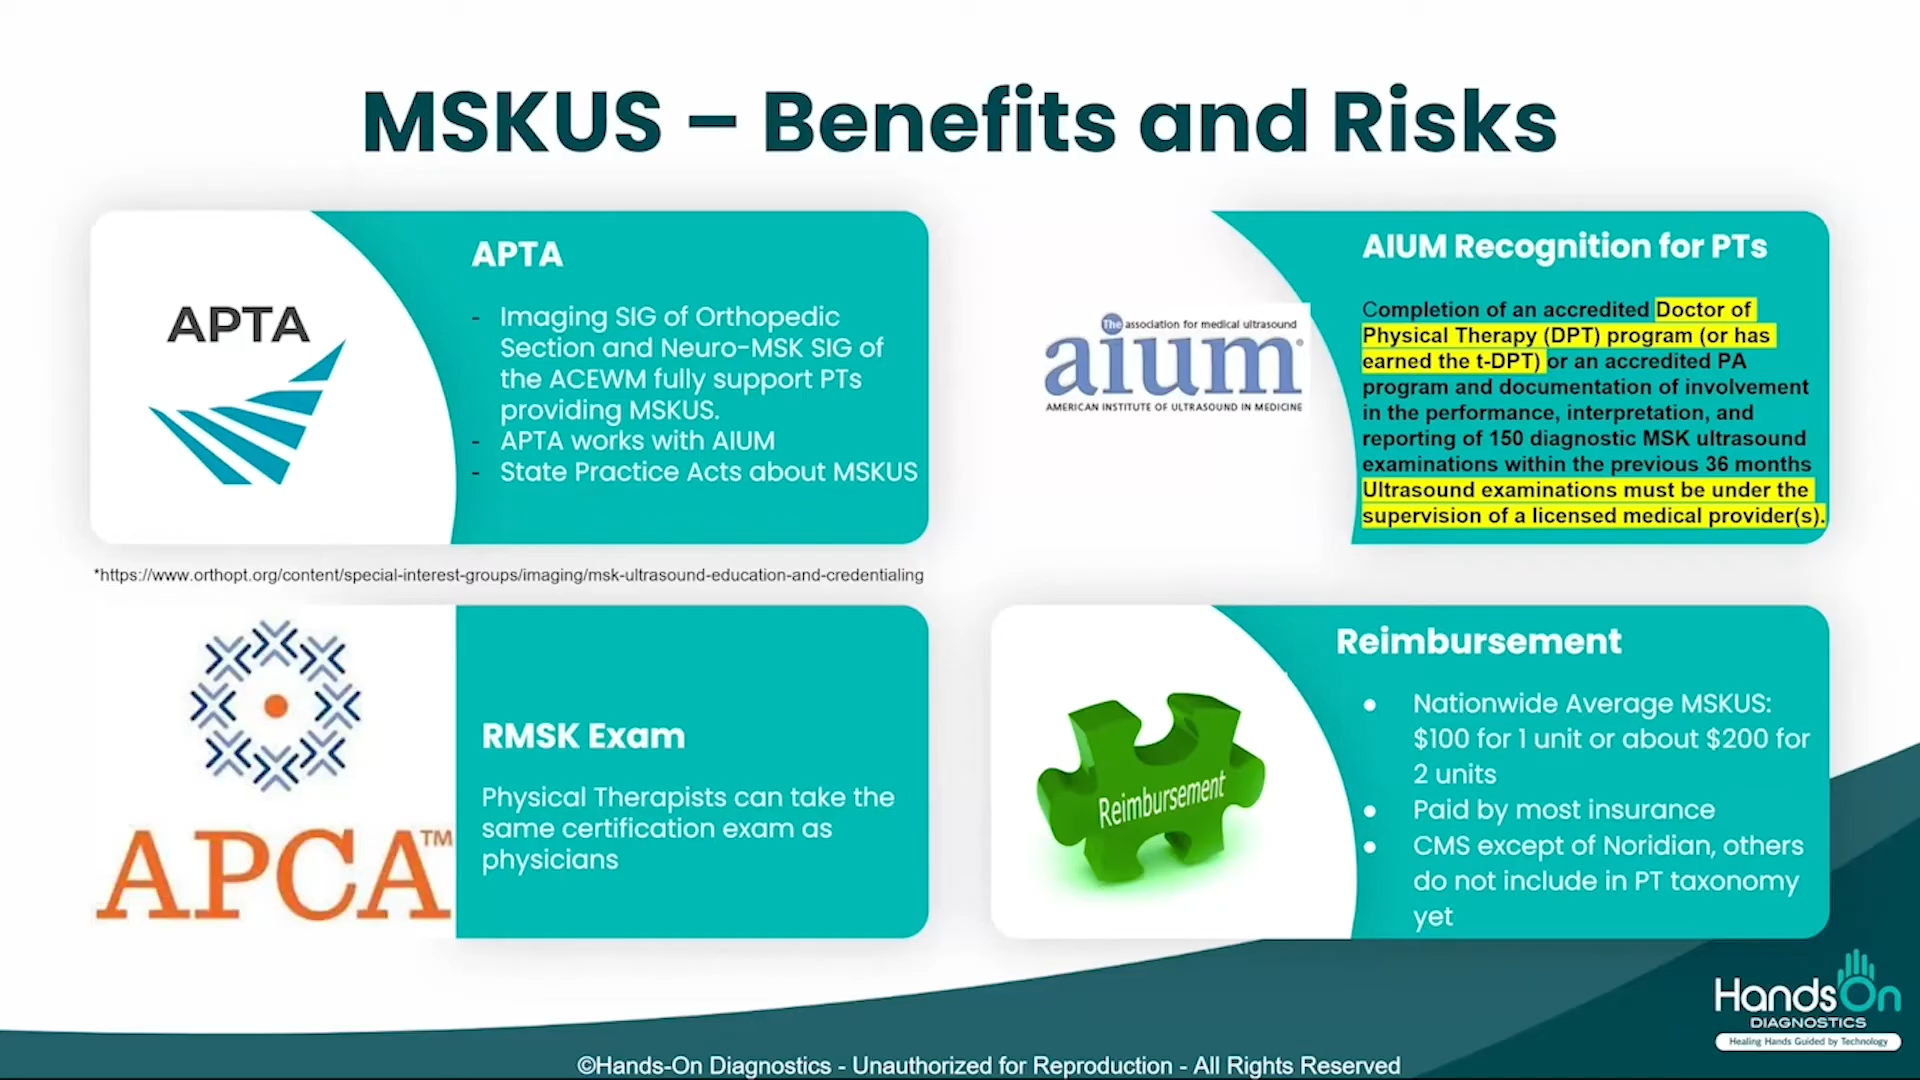 MSKUS – Benefits and Risks
APTA
APTA
- Imaging SIG of Orthopedic
Section and Neuro-MSK SIG of
the ACEWM fully support PTs
providing MSKUS.
- APTA works with AIUM
- State Practice Acts about MSKUS
*https://www.orthopt.org/content/special-interest-groups/imaging/msk-ultrasound-education-and-credentialing
The association for medical ultrasound
aium
AMERICAN INSTITUTE OF ULTRASOUND IN MEDICINE
AIUM Recognition for PTs
Completion of an accredited Doctor of
Physical Therapy (DPT) program (or has
earned the t-DPT) or an accredited PA
program and documentation of involvement
in the performance, interpretation, and
reporting of 150 diagnostic MSK ultrasound
examinations within the previous 36 months
Ultrasound examinations must be under the
supervision of a licensed medical provider(s).
APCA™
RMSK Exam
Physical Therapists can take the
same certification exam as
physicians
Reimbursement
Reimbursement
● Nationwide Average MSKUS:
$100 for 1 unit or about $200 for
2 units
● Paid by most insurance
● CMS except of Noridian, others
do not include in PT taxonomy
yet
HandsOn
DIAGNOSTICS
Healing Hands Guided by Technology
©Hands-On Diagnostics - Unauthorized for Reproduction - All Rights Reserved